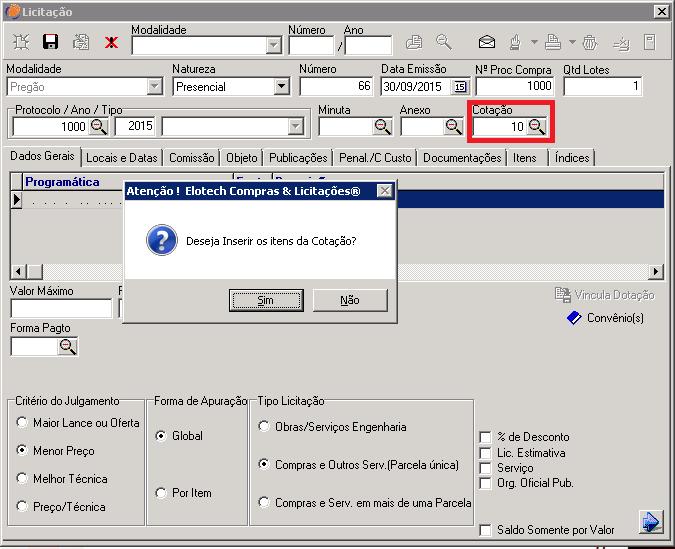 Licitação
Modalidade Número Ano
/
Modalidade Natureza Número Data Emissão Nº Proc Compra Qtd Lotes
Pregão Presencial 66 30/09/2015 15 1000 1
Protocolo / Ano / Tipo Minuta Anexo Cotação
1000 2015 10
Dados Gerais Locais e Datas Comissão Objeto Publicações Penal./C Custo Documentações Itens Índices
Programática
Atenção ! Elotech Compras & Licitações®
Deseja Inserir os itens da Cotação?
Sim Não
Valor Máximo
Vincula Dotação
Convênio(s)
Forma Pagto
Critério do Julgamento Forma de Apuração Tipo Licitação
Maior Lance ou Oferta
Menor Preço
Melhor Técnica
Preço/Técnica
Global
Por Item
Obras/Serviços Engenharia
Compras e Outros Serv.(Parcela única)
Compras e Serv. em mais de uma Parcela
% de Desconto
Lic. Estimativa
Serviço
Org. Oficial Pub.
Saldo Somente por Valor